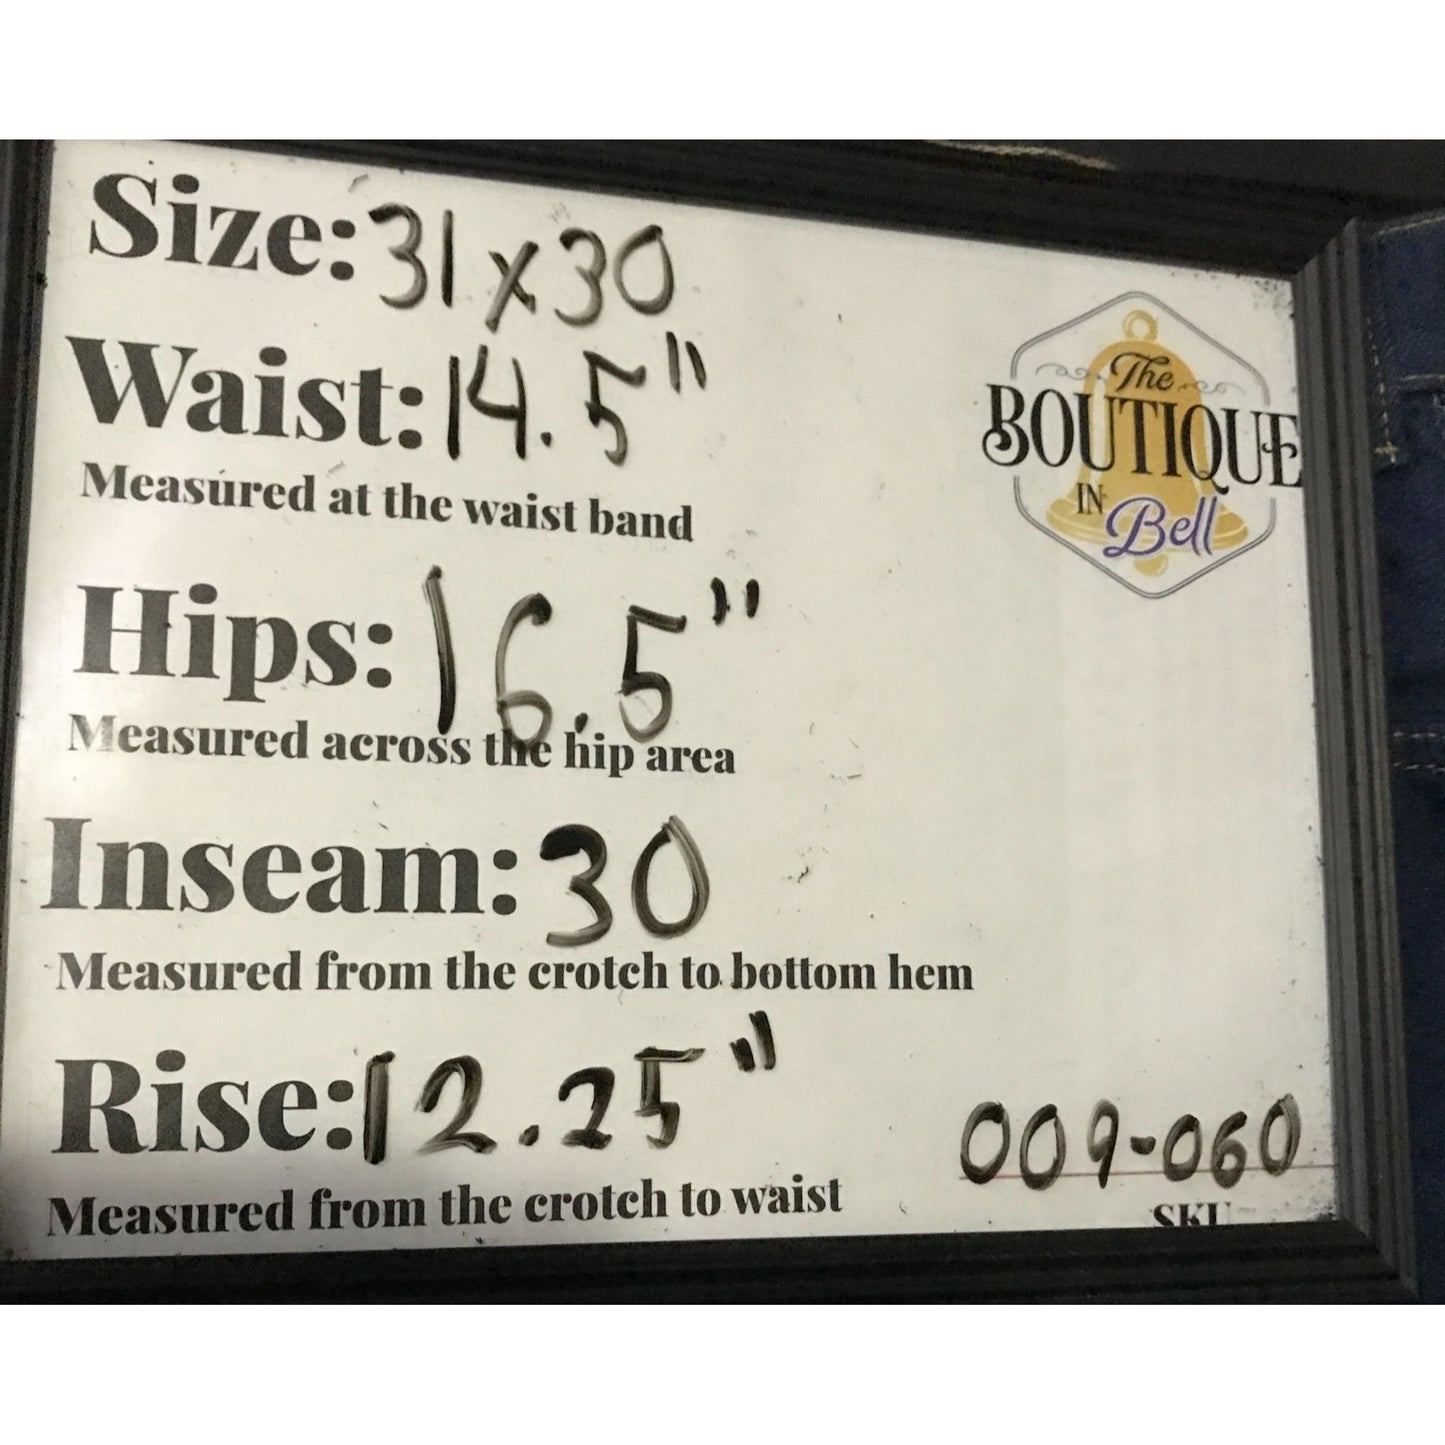 Size: 31x30
Waist: 14.5"
Measured at the waist band
Hips: 16.5"
Measured across the hip area
Inseam: 30
Measured from the crotch to bottom hem
Rise: 12.25"
Measured from the crotch to waist
The
BOUTIQUE
IN
Bell
009-060
SKU